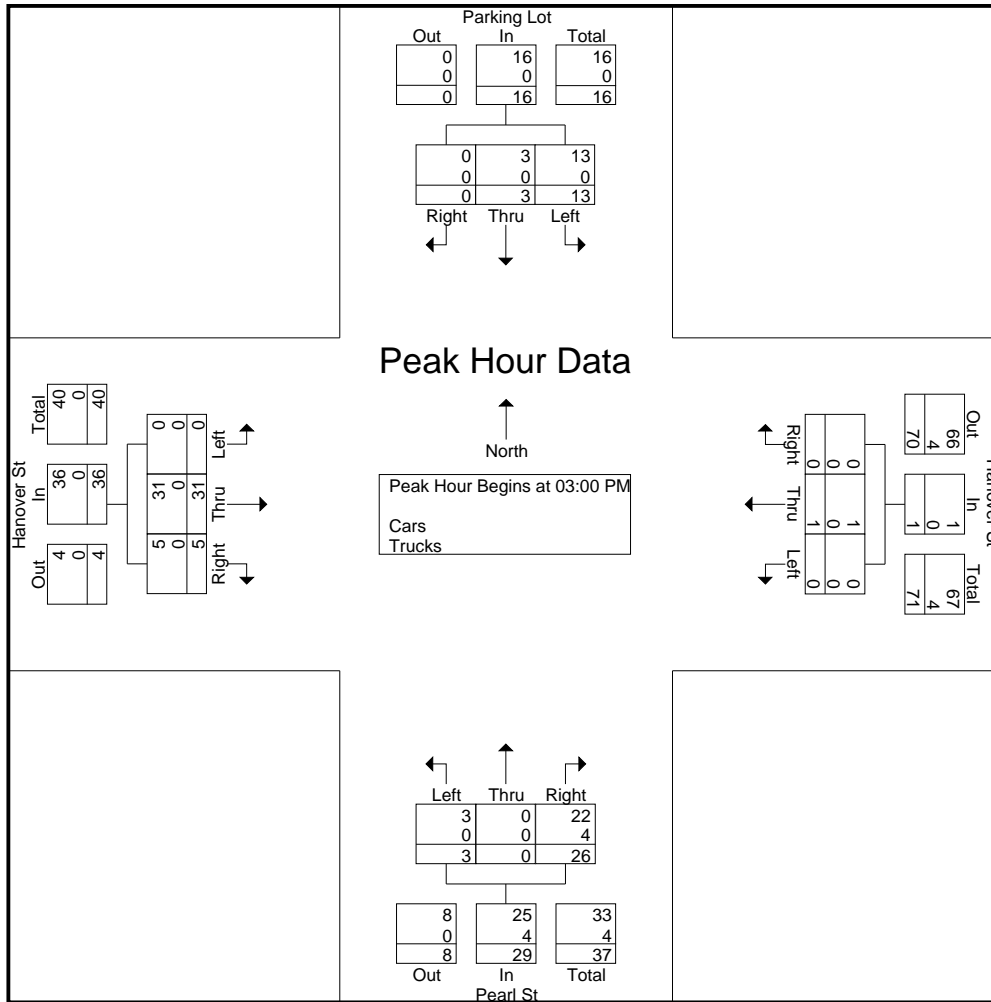 Parking Lot
Out In Total
0 16 16
0 0 0
0 16 16
0 3 13
0 0 0
0 3 13
Right Thru Left
Peak Hour Data
North
Peak Hour Begins at 03:00 PM
Cars
Trucks
Hanover St
Out In Total
4 36 40
0 0 0
4 36 40
Left Thru Right
0 31 5
0 0 0
0 31 5
Hanover St
Out In Total
66 1 67
4 0 4
70 1 71
Right Thru Left
0 1 0
0 0 0
0 1 0
Left Thru Right
3 0 22
0 0 4
3 0 26
8 25 33
0 4 4
8 29 37
Out In Total
Pearl St